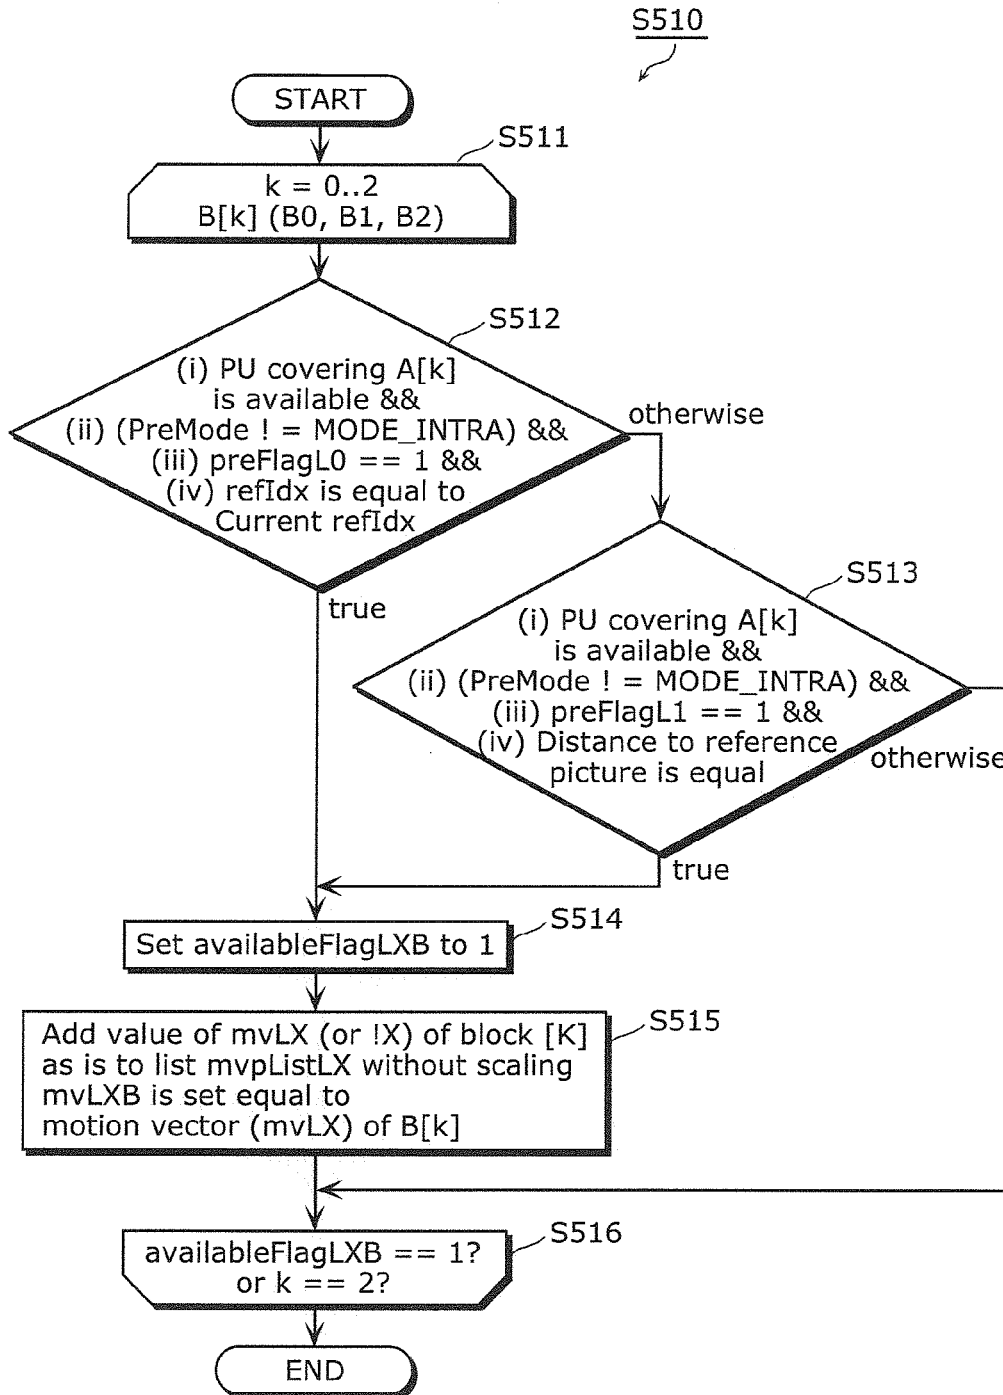 S510
START
S511
k = 0..2
B[k] (B0, B1, B2)
S512
(i) PU covering A[k]
is available &&
(ii) (PreMode ! = MODE_INTRA) &&
(iii) preFlagL0 == 1 &&
(iv) refIdx is equal to
Current refIdx
otherwise
true
S513
(i) PU covering A[k]
is available &&
(ii) (PreMode ! = MODE_INTRA) &&
(iii) preFlagL1 == 1 &&
(iv) Distance to reference
picture is equal
otherwise
true
S514
Set availableFlagLXB to 1
S515
Add value of mvLX (or !X) of block [K]
as is to list mvpListLX without scaling
mvLXB is set equal to
motion vector (mvLX) of B[k]
S516
availableFlagLXB == 1?
or k == 2?
END